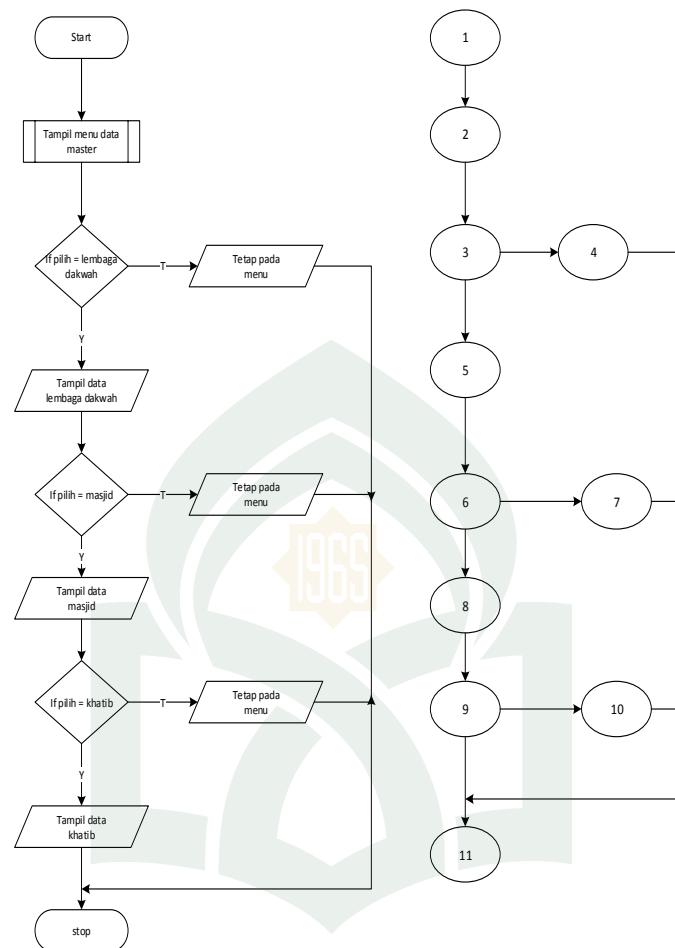 Start
Tampil menu data
master
If pilih = lembaga
dakwah
T
Tetap pada
menu
Y
Tampil data
lembaga dakwah
If pilih = masjid
T
Tetap pada
menu
Y
Tampil data
masjid
If pilih = khatib
T
Tetap pada
menu
Y
Tampil data
khatib
stop
1
2
3
4
5
6
7
8
9
10
11
1965